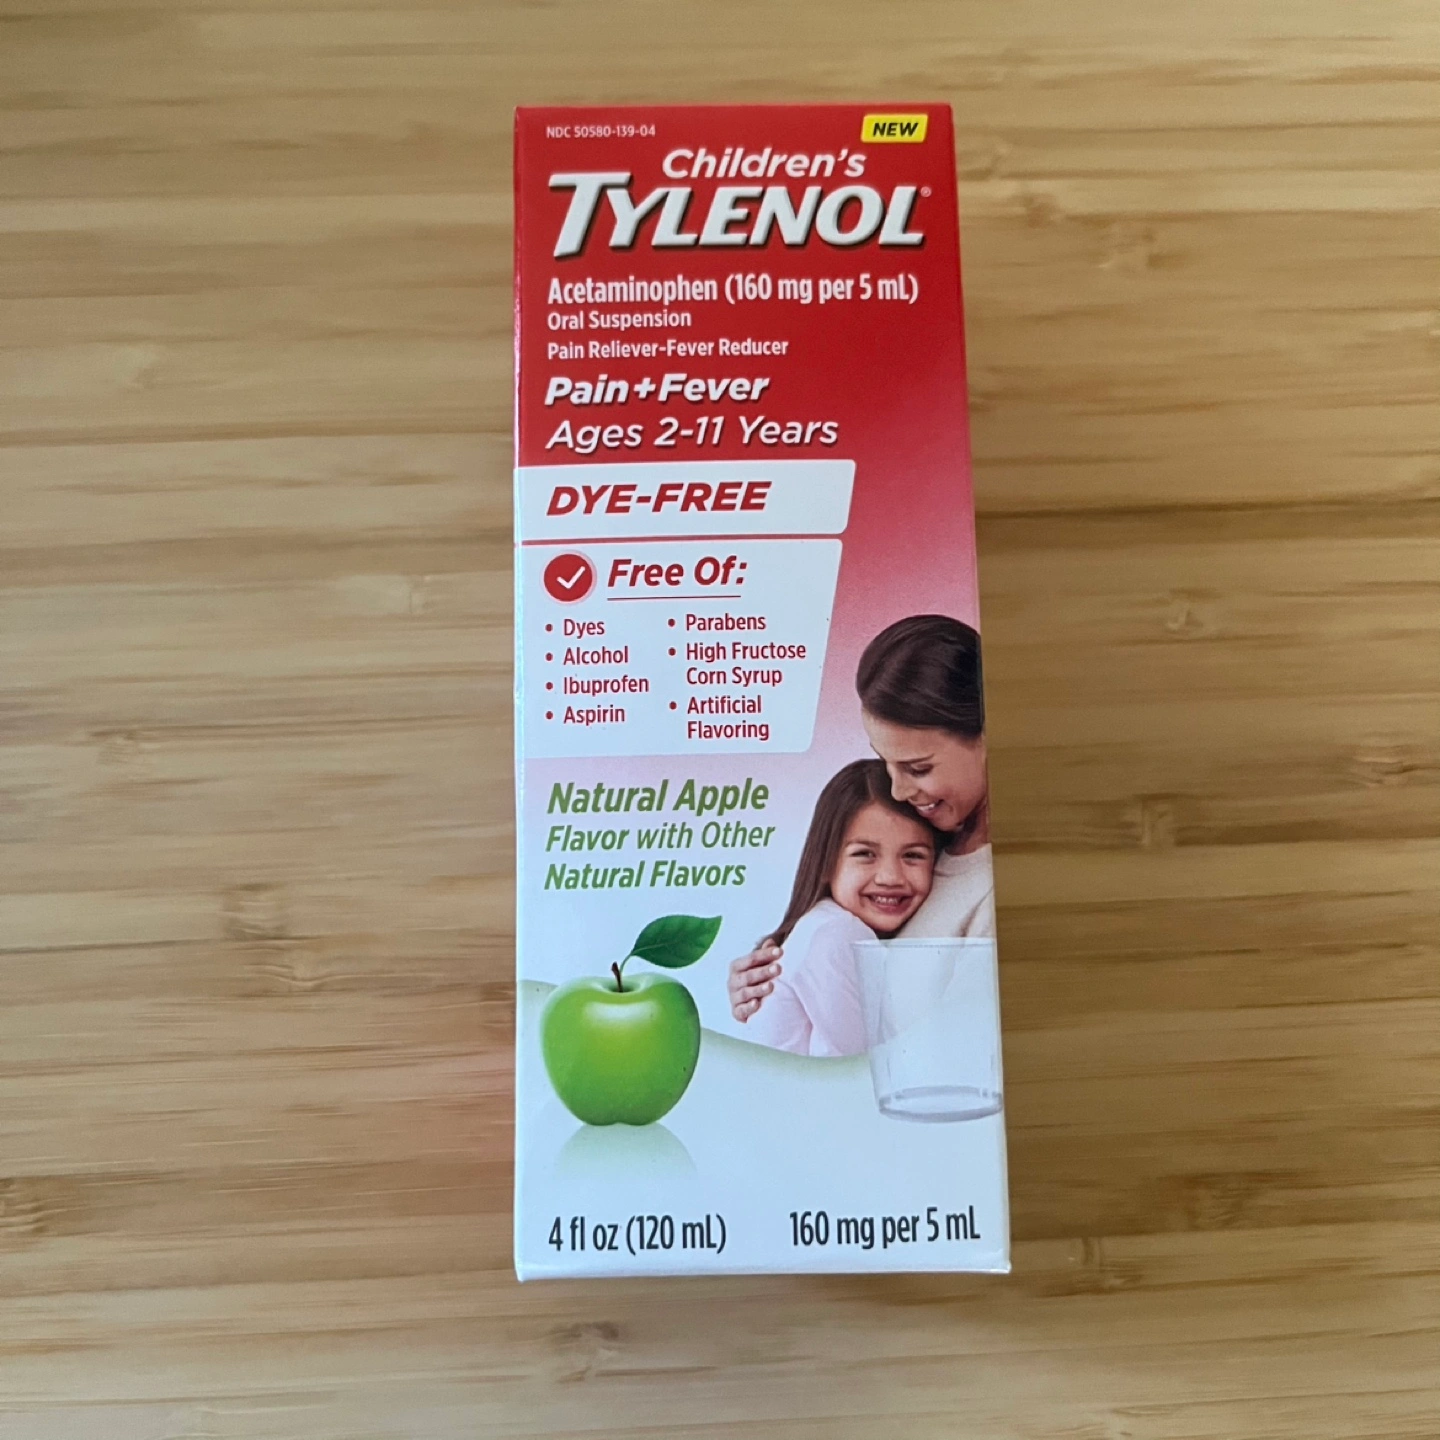 NDC 50580-139-04
NEW
Children's
TYLENOL®
Acetaminophen (160 mg per 5 mL)
Oral Suspension
Pain Reliever-Fever Reducer
Pain+Fever
Ages 2-11 Years
DYE-FREE
Free Of:
• Dyes
• Alcohol
• Ibuprofen
• Aspirin
• Parabens
• High Fructose
Corn Syrup
• Artificial
Flavoring
Natural Apple
Flavor with Other
Natural Flavors
4 fl oz (120 mL)
160 mg per 5 mL